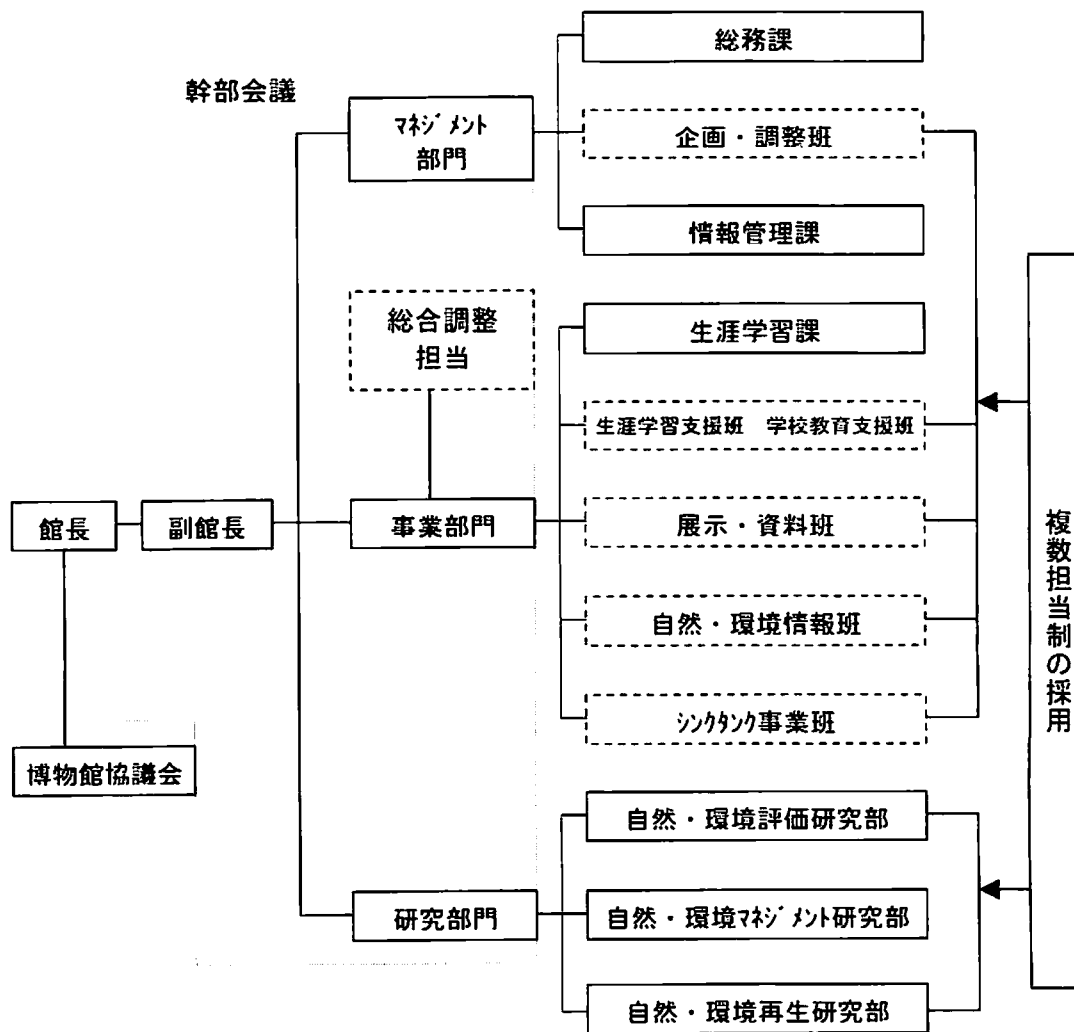 総務課
幹部会議
マネジメント
部門
企画・調整班
情報管理課
総合調整
担当
生涯学習課
生涯学習支援班 学校教育支援班
館長
副館長
事業部門
展示・資料班
自然・環境情報班
シンクタンク事業班
博物館協議会
複数担当制の採用
自然・環境評価研究部
研究部門
自然・環境マネジメント研究部
自然・環境再生研究部